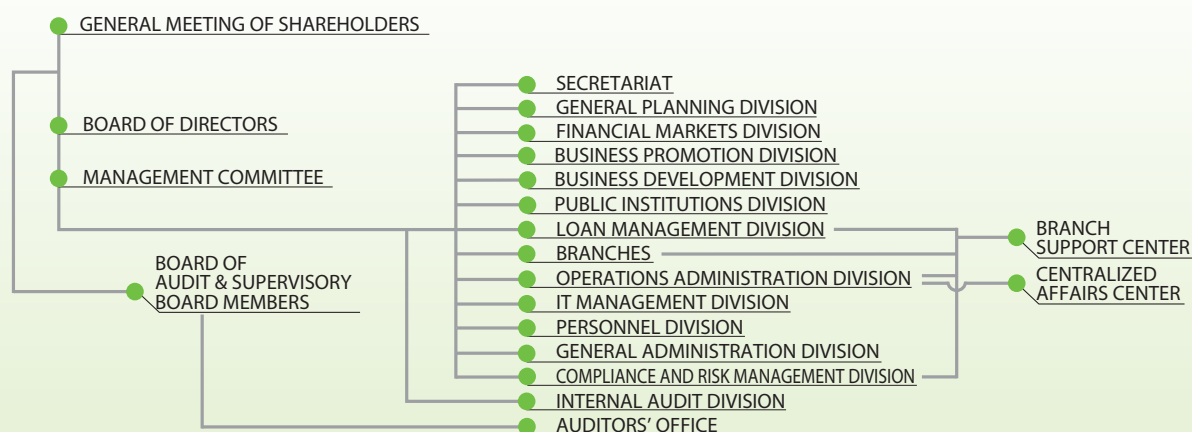 GENERAL MEETING OF SHAREHOLDERS
BOARD OF DIRECTORS
MANAGEMENT COMMITTEE
BOARD OF
AUDIT & SUPERVISORY
BOARD MEMBERS
SECRETARIAT
GENERAL PLANNING DIVISION
FINANCIAL MARKETS DIVISION
BUSINESS PROMOTION DIVISION
BUSINESS DEVELOPMENT DIVISION
PUBLIC INSTITUTIONS DIVISION
LOAN MANAGEMENT DIVISION
BRANCHES
OPERATIONS ADMINISTRATION DIVISION
IT MANAGEMENT DIVISION
PERSONNEL DIVISION
GENERAL ADMINISTRATION DIVISION
COMPLIANCE AND RISK MANAGEMENT DIVISION
INTERNAL AUDIT DIVISION
AUDITORS’ OFFICE
BRANCH
SUPPORT CENTER
CENTRALIZED
AFFAIRS CENTER